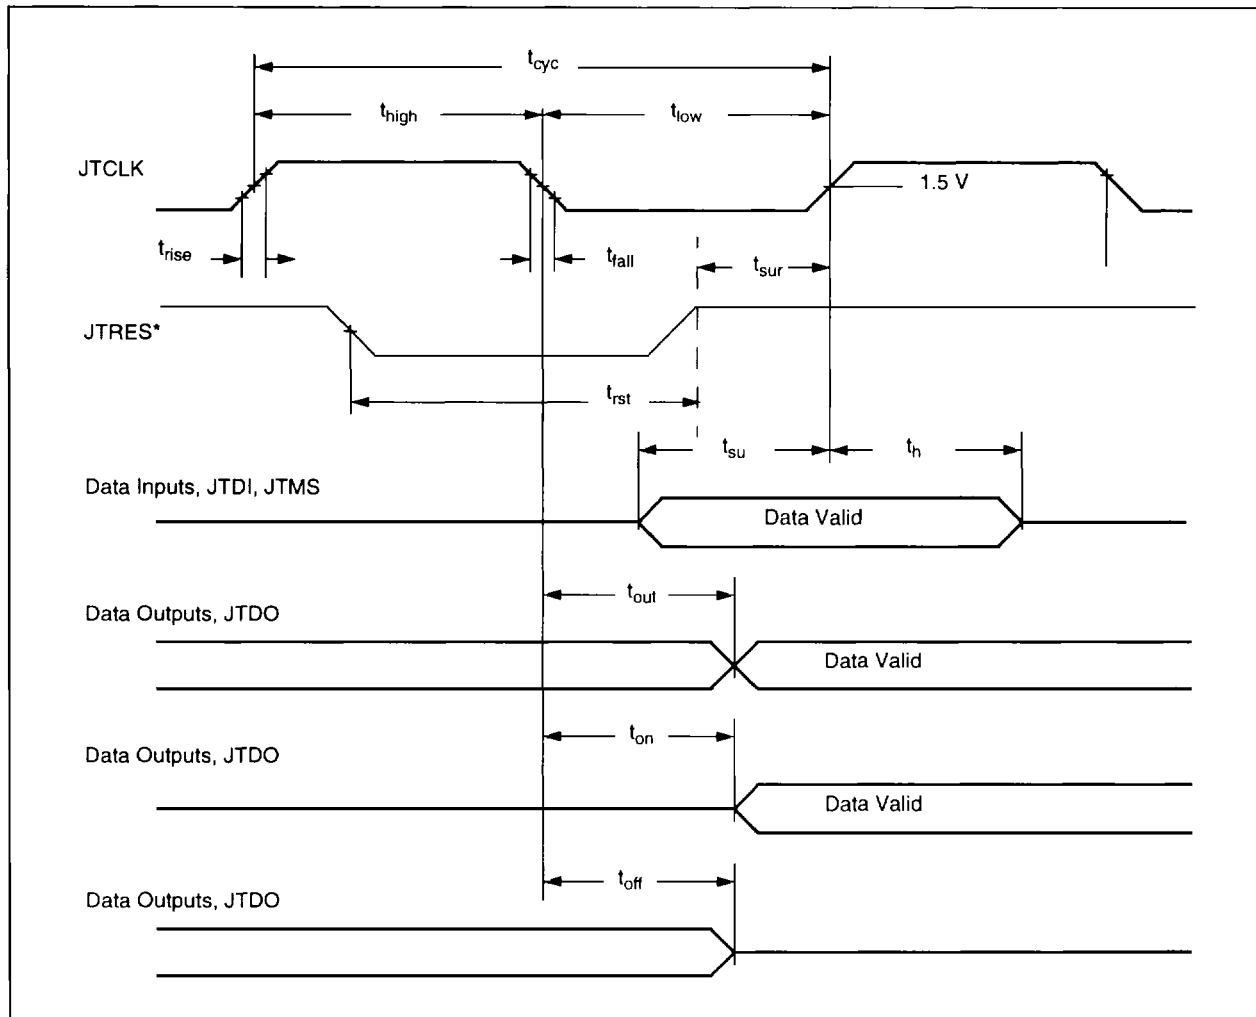 tcyc
thigh
tlow
JTCLK
1.5 V
trise
tfall
tsur
JTRES*
trst
tsu
th
Data Inputs, JTDI, JTMS
Data Valid
tout
Data Outputs, JTDO
Data Valid
ton
Data Outputs, JTDO
Data Valid
toff
Data Outputs, JTDO